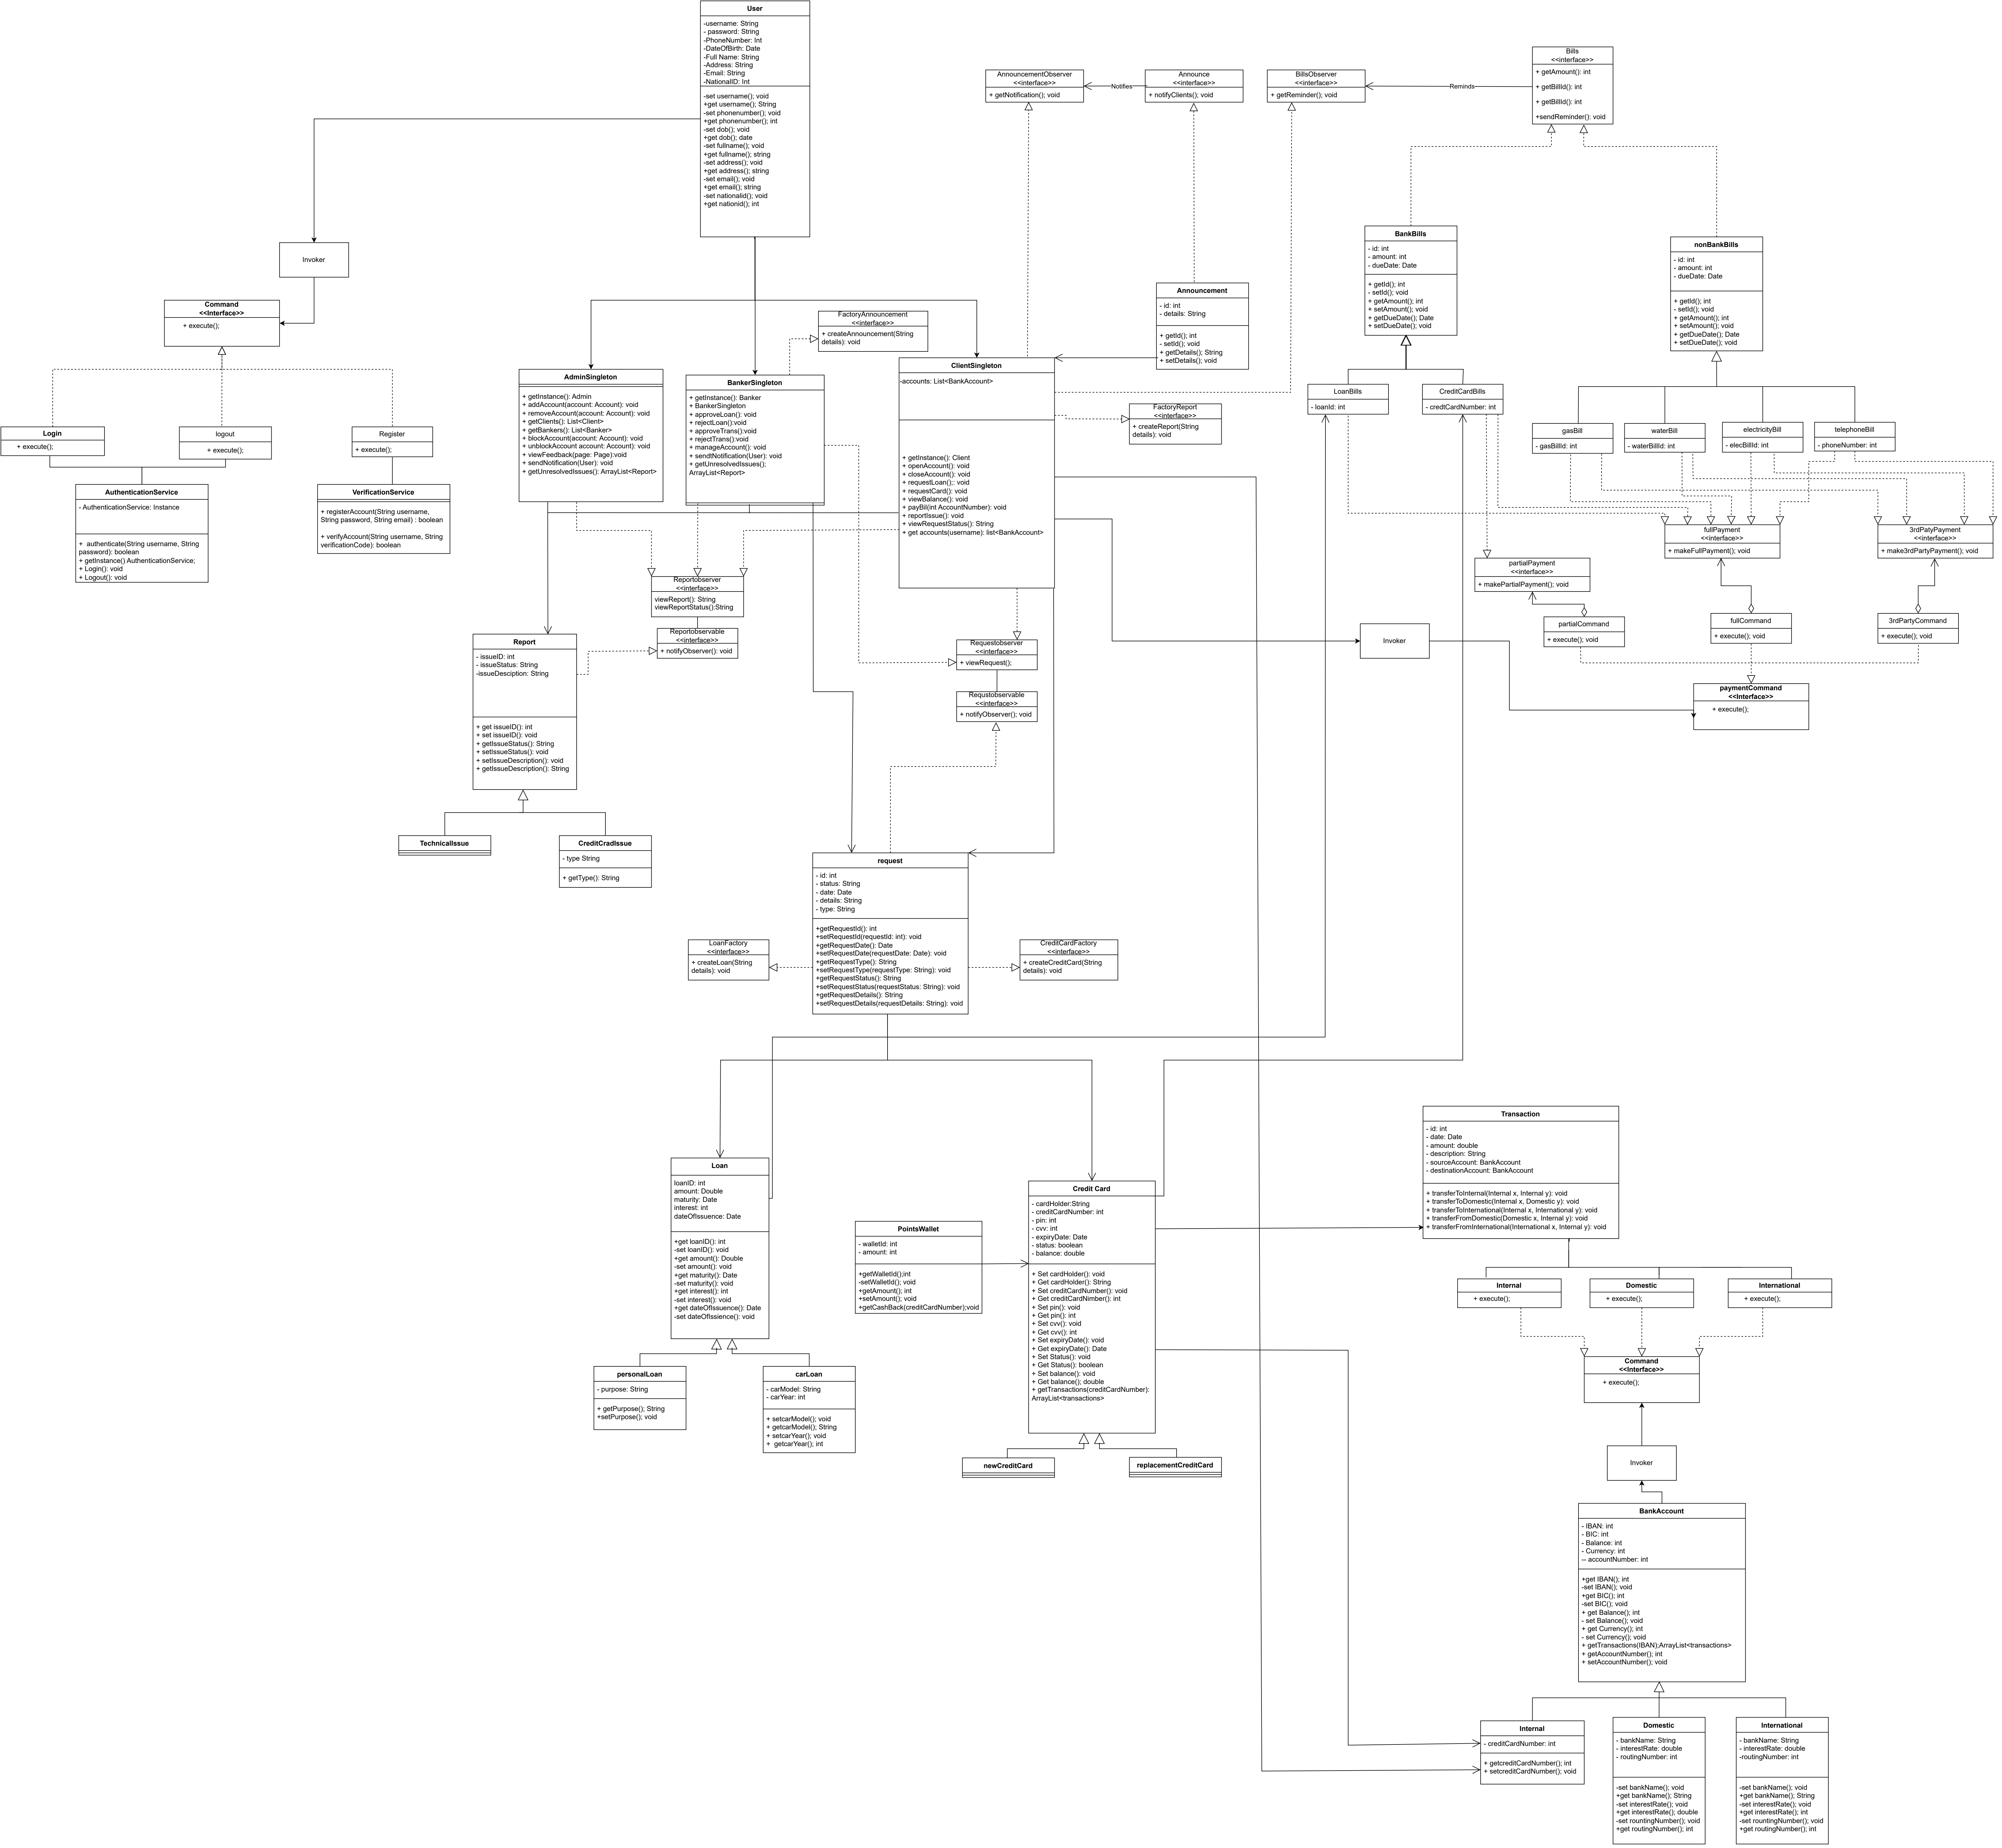 User
-username: String
- password: String
-PhoneNumber: Int
-DateOfBirth: Date
-Full Name: String
-Address: String
-Email: String
-NationalID: Int
-set username(); void
+get username(); String
-set phonenumber(); void
+get phonenumber(); int
-set dob(); void
+get dob(); date
-set fullname(); void
+get fullname(); string
-set address(); void
+get address(); string
-set email(); void
+get email(); string
-set nationalid(); void
+get nationid(); int
AnnouncementObserver
<<interface>>
+ getNotification(); void
Notifies
Announce
<<interface>>
+ notifyClients(); void
BillsObserver
<<interface>>
+ getReminder(); void
Reminds
Bills
<<interface>>
+ getAmount(): int
+ getBillId(): int
+ getBillId(): int
+sendReminder(): void
Invoker
Command
<<Interface>>
+ execute();
Login
+ execute();
logout
+ execute();
Register
+ execute();
AuthenticationService
- AuthenticationService: Instance
+  authenticate(String username, String
password): boolean
+ getInstance() AuthenticationService;
+ Login(): void
+ Logout(): void
VerificationService
+ registerAccount(String username,
String password, String email) : boolean
+ verifyAccount(String username, String
verificationCode): boolean
AdminSingleton
+ getInstance(): Admin
+ addAccount(account: Account): void
+ removeAccount(account: Account): void
+ getClients(): List<Client>
+ getBankers(): List<Banker>
+ blockAccount(account: Account): void
+ unblockAccount account: Account): void
+ viewFeedback(page: Page):void
+ sendNotification(User): void
+ getUnresolvedIssues(); ArrayList<Report>
BankerSingleton
+ getInstance(): Banker
+ BankerSingleton
+ approveLoan(): void
+ rejectLoan():void
+ approveTrans():void
+ rejectTrans():void
+ manageAccount(): void
+ sendtNotification(User): void
+ getUnresolvedIssues();
ArrayList<Report>
FactoryAnnouncement
<<interface>>
+ createAnnouncement(String
details): void
ClientSingleton
-accounts: List<BankAccount>
+ getInstance(): Client
+ openAccount(): void
+ closeAccount(): void
+ requestLoan();: void
+ requestCard(): void
+ viewBalance(): void
+ payBil(int AccountNumber): void
+ reportIssue(): void
+ viewRequestStatus(): String
+ get accounts(username): list<BankAccount>
Announcement
- id: int
- details: String
+ getId(); int
- setId(); void
+ getDetails(); String
+ setDetails(); void
FactoryReport
<<interface>>
+ createReport(String
details): void
BankBills
- id: int
- amount: int
- dueDate: Date
+ getId(); int
- setId(); void
+ getAmount(); int
+ setAmount(); void
+ getDueDate(); Date
+ setDueDate(); void
nonBankBills
- id: int
- amount: int
- dueDate: Date
+ getId(); int
- setId(); void
+ getAmount(); int
+ setAmount(); void
+ getDueDate(); Date
+ setDueDate(); void
LoanBills
- loanId: int
CreditCardBills
- credtCardNumber: int
gasBill
- gasBillId: int
waterBill
- waterBillId: int
electricityBill
- elecBillId: int
telephoneBill
- phoneNumber: int
fullPayment
<<interface>>
+ makeFullPayment(); void
3rdPatyPayment
<<interface>>
+ make3rdPartyPayment(); void
partialPayment
<<interface>>
+ makePartialPayment(); void
partialCommand
+ execute(); void
fullCommand
+ execute(); void
3rdPartyCommand
+ execute(); void
Invoker
paymentCommand
<<Interface>>
+ execute();
Reportobserver
<<interface>>
viewReport(): String
viewReportStatus():String
Reportobservable
<<interface>>
+ notifyObserver(): void
Requestobserver
<<interface>>
+ viewRequest();
Requstobservable
<<interface>>
+ notifyObserver; void
Report
- issueID: int
- issueStatus: String
-issueDesciption: String
+ get issueID(): int
+ set issueID(): void
+ getIssueStatus(): String
+ setIssueStatus(): void
+ setIssueDescription(): void
+ getIssueDescription(): String
TechnicalIssue
CreditCradIssue
- type String
+ getType(): String
request
- id: int
- status: String
- date: Date
- details: String
- type: String
+getRequestId(): int
+setRequestId(requestId: int): void
+getRequestDate(): Date
+setRequestDate(requestDate: Date): void
+getRequestType(): String
+setRequestType(requestType: String): void
+getRequestStatus(): String
+setRequestStatus(requestStatus: String): void
+getRequestDetails(): String
+setRequestDetails(requestDetails: String): void
LoanFactory
<<interface>>
+ createLoan(String
details): void
CreditCardFactory
<<interface>>
+ createCreditCard(String
details): void
Loan
loanID: int
amount: Double
maturity: Date
interest: int
dateOfIssuence: Date
+get loanID(): int
-set loanID(): void
+get amount(): Double
-set amount(): void
+get maturity(): Date
-set maturity(): void
+get interest(): int
-set interest(): void
+get dateOfIssuence(): Date
-set dateOfIssience(): void
personalLoan
- purpose: String
+ getPurpose(); String
+setPurpose(); void
carLoan
- carModel: String
- carYear: int
+ setcarModel(); void
+ getcarModel(); String
+ setcarYear(); void
+  getcarYear(); int
PointsWallet
- walletId: int
- amount: int
+getWalletId();int
-setWalletId(); void
+getAmount(); int
+setAmount(); void
+getCashBack(creditCardNumber);void
Credit Card
- cardHolder:String
- creditCardNumber: int
- pin: int
- cvv: int
- expiryDate: Date
- status: boolean
- balance: double
+ Set cardHolder(): void
+ Get cardHolder(): String
+ Set creditCardNumber(): void
+ Get creditCardNimber(): int
+ Set pin(): void
+ Get pin(): int
+ Set cvv(): void
+ Get cvv(): int
+ Set expiryDate(): void
+ Get expiryDate(): Date
+ Set Status(): void
+ Get Status(): boolean
+ Set balance(): void
+ Get balance(); double
+ getTransactions(creditCardNumber):
ArrayList<transactions>
newCreditCard
replacementCreditCard
Transaction
- id: int
- date: Date
- amount: double
- description: String
- sourceAccount: BankAccount
- destinationAccount: BankAccount
+ transferToInternal(Internal x, Internal y): void
+ transferToDomestic(Internal x, Domestic y): void
+ transferToInternational(Internal x, International y): void
+ transferFromDomestic(Domestic x, Internal y): void
+ transferFromInternational(International x, Internal y): void
Internal
+ execute();
Domestic
+ execute();
International
+ execute();
Command
<<Interface>>
+ execute();
Invoker
BankAccount
- IBAN: int
- BIC: int
- Balance: int
- Currency: int
-- accountNumber: int
+get IBAN(); int
-set IBAN(); void
+get BIC(); int
-set BIC(); void
+ get Balance(); int
- set Balance(); void
+ get Currency(); int
- set Currency(); void
+ getTransactions(IBAN);ArrayList<transactions>
+ getAccountNumber(); int
+ setAccountNumber(); void
Internal
- creditCardNumber: int
+ getcreditCardNumber(); int
+ setcreditCardNumber(); void
Domestic
- bankName: String
- interestRate: double
- routingNumber: int
-set bankName(); void
+get bankName(); String
-set interestRate(); void
+get interestRate(); double
-set rountingNumber(); void
+get routingNumber(); int
International
- bankName: String
- interestRate: double
-routingNumber: int
-set bankName(); void
+get bankName(); String
-set interestRate(); void
+get interestRate(); int
-set rountingNumber(); void
+get routingNumber(); int